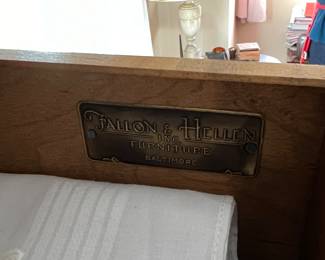 FALLON & HELLEN
INC
FURNITURE
BALTIMORE